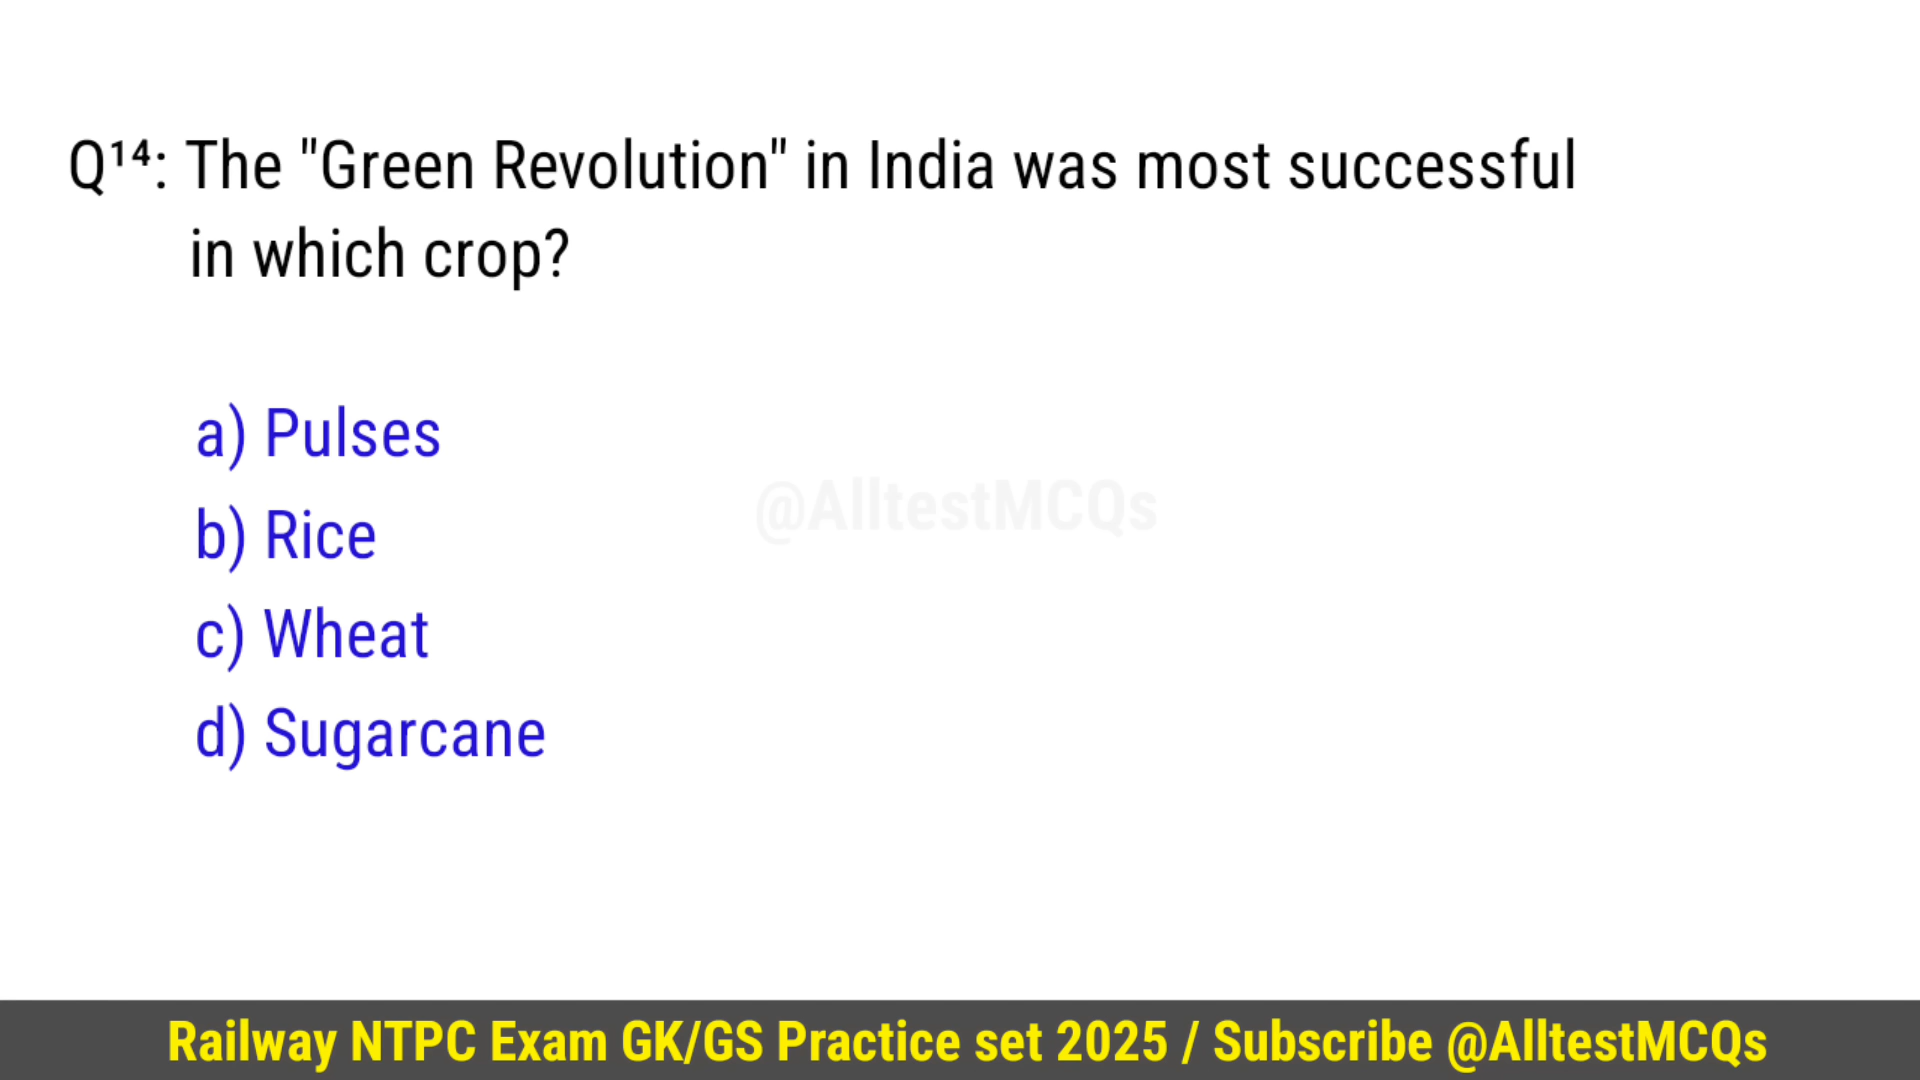 Q¹⁴: The "Green Revolution" in India was most successful
in which crop?
a) Pulses
@AlltestMCQs
b) Rice
c) Wheat
d) Sugarcane
Railway NTPC Exam GK/GS Practice set 2025 / Subscribe @AlltestMCQs